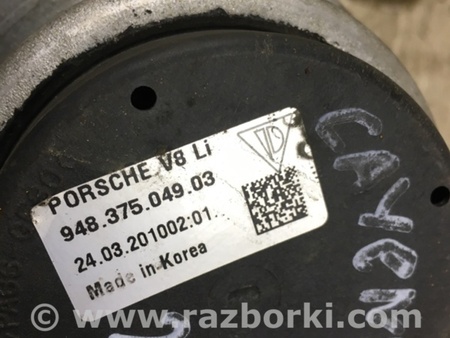 PORSCHE V8 Li
948.375.049.03
24.03.201002:01
Made in Korea
CAYEN
© www.razborki.com